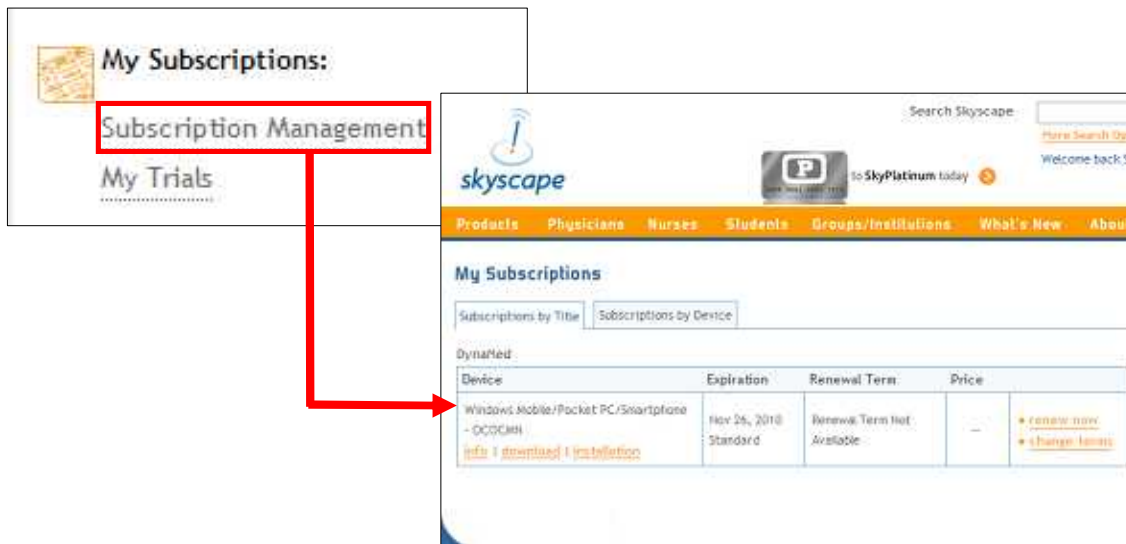 My Subscriptions:
Subscription Management
My Trials
Search Skyscape
More Search
Welcome back
skyscape
P
to SkyPlatinum today
Products Physicians Nurses Students Groups/Institutions What's New Abou
My Subscriptions
Subscriptions by Title Subscriptions by Device
DynaMed
Device Expiration Renewal Term Price
Windows Mobile/Pocket PC/Smartphone
Nov 26, 2010 Renewal Term Not
Standard Available
--
• renew now
• change terms
info | download | installation